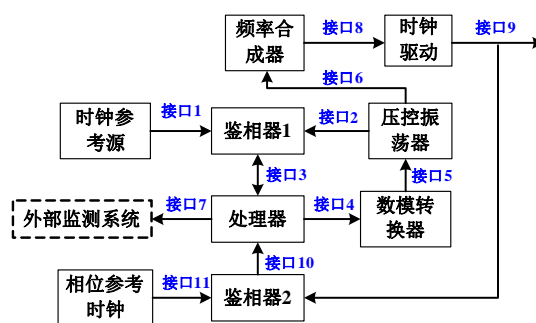 频率合
成器
接口8
时钟
驱动
接口9
接口6
时钟参
考源
接口1
鉴相器1
接口2
压控振
荡器
接口3
接口5
外部监测系统
接口7
处理器
接口4
数模转
换器
接口10
相位参考
时钟
接口11
鉴相器2